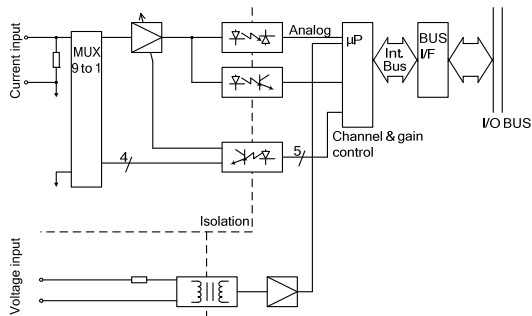 Current input
MUX
9 to 1
Analog
µP
Int.
Bus
BUS
I/F
I/O BUS
4
5
Channel & gain
control
Isolation
Voltage input